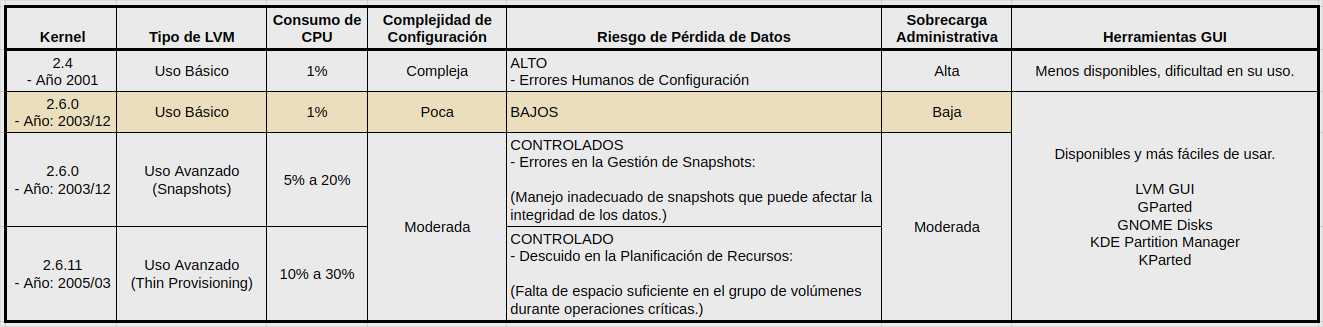 Kernel
Tipo de LVM
Consumo de
CPU
Complejidad de
Configuración
Riesgo de Pérdida de Datos
Sobrecarga
Administrativa
Herramientas GUI
2.4
- Año 2001
Uso Básico
1%
Compleja
ALTO
- Errores Humanos de Configuración
Alta
Menos disponibles, dificultad en su uso.
2.6.0
- Año: 2003/12
Uso Básico
1%
Poca
BAJOS
Baja
2.6.0
- Año: 2003/12
Uso Avanzado
(Snapshots)
5% a 20%
Moderada
CONTROLADOS
- Errores en la Gestión de Snapshots:
(Manejo inadecuado de snapshots que puede afectar la
integridad de los datos.)
Moderada
Disponibles y más fáciles de usar.
LVM GUI
GParted
GNOME Disks
KDE Partition Manager
KParted
2.6.11
- Año: 2005/03
Uso Avanzado
(Thin Provisioning)
10% a 30%
CONTROLADO
- Descuido en la Planificación de Recursos:
(Falta de espacio suficiente en el grupo de volúmenes
durante operaciones críticas.)